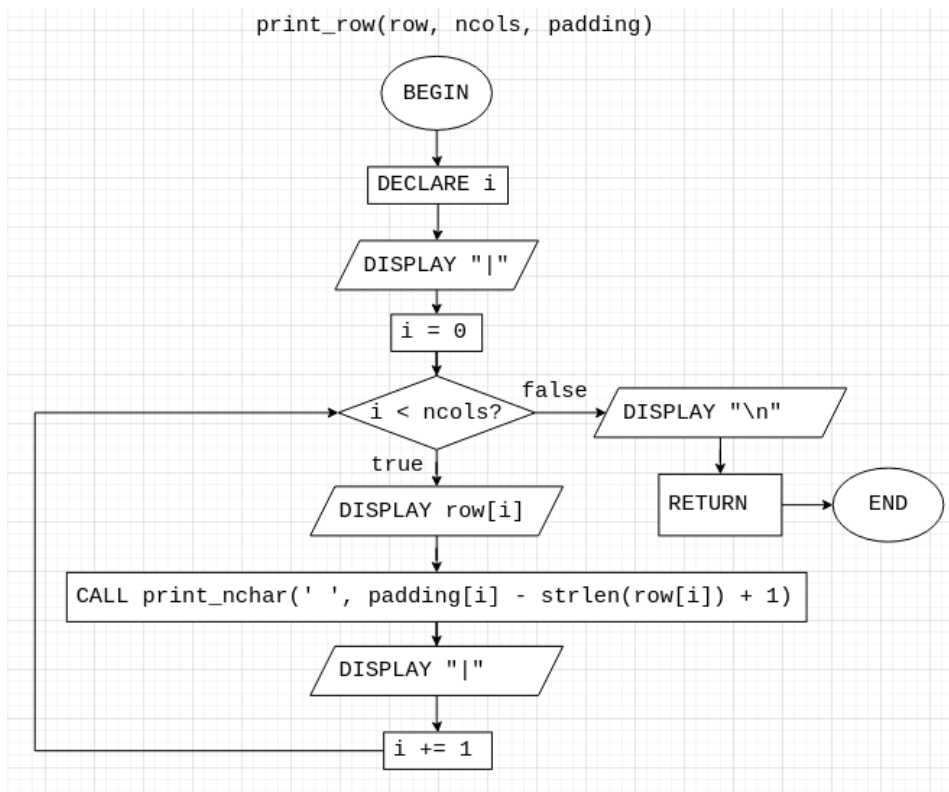 print_row(row, ncols, padding)
BEGIN
DECLARE i
DISPLAY "|"
i = 0
i < ncols?
false
DISPLAY "\n"
true
DISPLAY row[i]
RETURN
END
CALL print_nchar(' ', padding[i] - strlen(row[i]) + 1)
DISPLAY "|"
i += 1